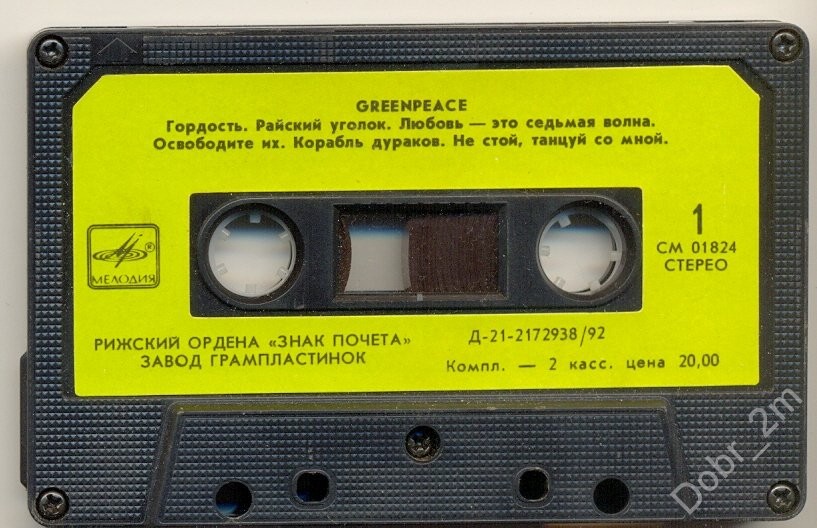 GREENPEACE
Гордость. Райский уголок. Любовь — это седьмая волна.
Освободите их. Корабль дураков. Не стой, танцуй со мной.
1
СМ 01824
СТЕРЕО
МЕЛОДИЯ
®
РИЖСКИЙ ОРДЕНА «ЗНАК ПОЧЕТА»
ЗАВОД ГРАМПЛАСТИНОК
Д-21-2172938/92
Компл. — 2 касс. цена 20,00
Dobr_2m